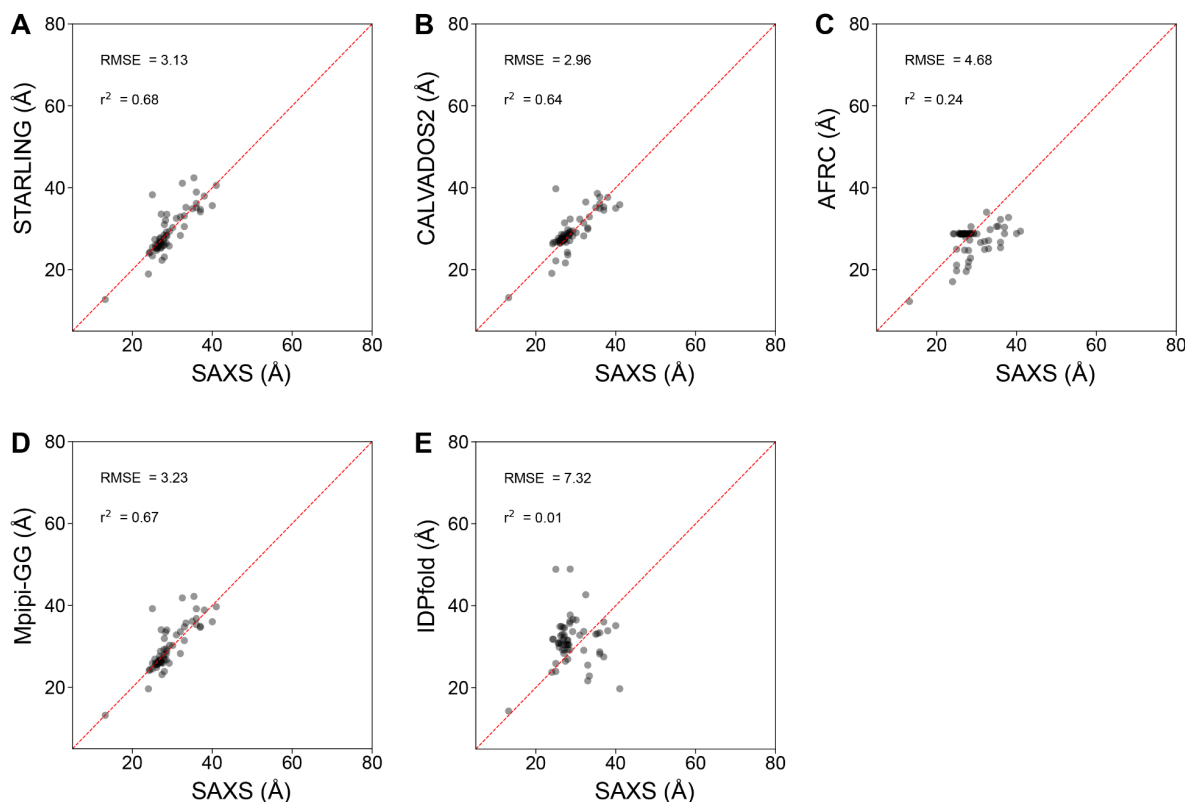 A
STARLING (Å)
80
60
40
20
RMSE = 3.13
r² = 0.68
20 40 60 80
SAXS (Å)
B
CALVADOS2 (Å)
80
60
40
20
RMSE = 2.96
r² = 0.64
20 40 60 80
SAXS (Å)
C
AFRC (Å)
80
60
40
20
RMSE = 4.68
r² = 0.24
20 40 60 80
SAXS (Å)
D
Mpipi-GG (Å)
80
60
40
20
RMSE = 3.23
r² = 0.67
20 40 60 80
SAXS (Å)
E
IDPfold (Å)
80
60
40
20
RMSE = 7.32
r² = 0.01
20 40 60 80
SAXS (Å)